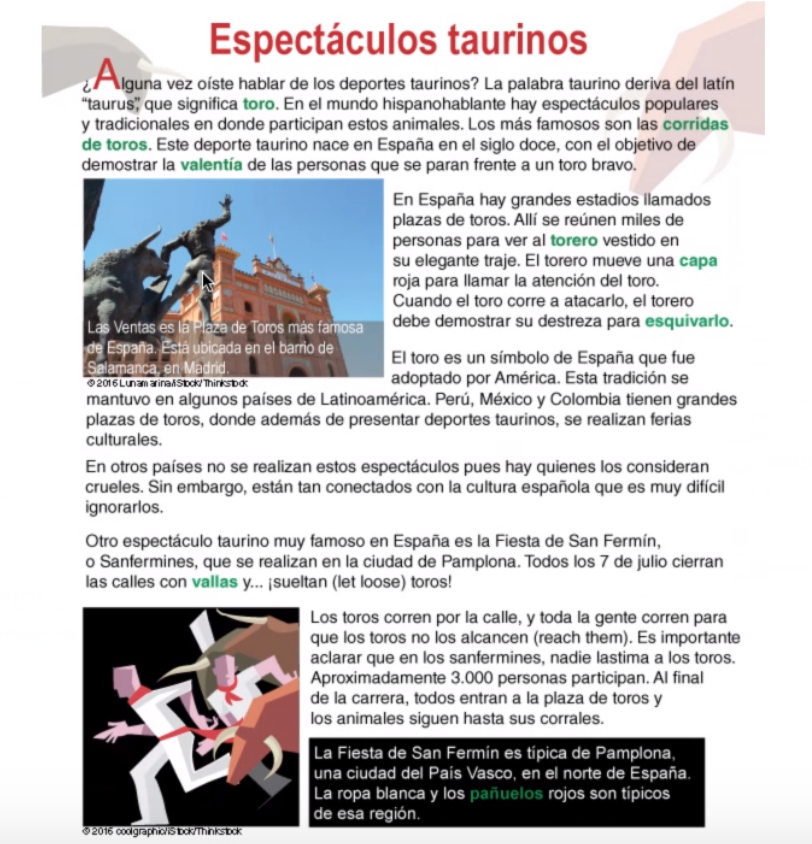 Espectáculos taurinos
¿Alguna vez oíste hablar de los deportes taurinos? La palabra taurino deriva del latín
“taurus”, que significa toro. En el mundo hispanohablante hay espectáculos populares
y tradicionales en donde participan estos animales. Los más famosos son las corridas
de toros. Este deporte taurino nace en España en el siglo doce, con el objetivo de
demostrar la valentía de las personas que se paran frente a un toro bravo.
En España hay grandes estadios llamados
plazas de toros. Allí se reúnen miles de
personas para ver al torero vestido en
su elegante traje. El torero mueve una capa
roja para llamar la atención del toro.
Cuando el toro corre a atacarlo, el torero
debe demostrar su destreza para esquivarlo.
Las Ventas es la Plaza de Toros más famosa
de España. Está ubicada en el barrio de
Salamanca, en Madrid.
© 2016 Lunamarina/iStock/Thinkstock
El toro es un símbolo de España que fue
adoptado por América. Esta tradición se
mantuvo en algunos países de Latinoamérica. Perú, México y Colombia tienen grandes
plazas de toros, donde además de presentar deportes taurinos, se realizan ferias
culturales.
En otros países no se realizan estos espectáculos pues hay quienes los consideran
crueles. Sin embargo, están tan conectados con la cultura española que es muy difícil
ignorarlos.
Otro espectáculo taurino muy famoso en España es la Fiesta de San Fermín,
o Sanfermines, que se realizan en la ciudad de Pamplona. Todos los 7 de julio cierran
las calles con vallas y... ¡sueltan (let loose) toros!
Los toros corren por la calle, y toda la gente corren para
que los toros no los alcancen (reach them). Es importante
aclarar que en los sanfermines, nadie lastima a los toros.
Aproximadamente 3.000 personas participan. Al final
de la carrera, todos entran a la plaza de toros y
los animales siguen hasta sus corrales.
La Fiesta de San Fermín es típica de Pamplona,
una ciudad del País Vasco, en el norte de España.
La ropa blanca y los pañuelos rojos son típicos
de esa región.
© 2016 coolgraphic/iStock/Thinkstock